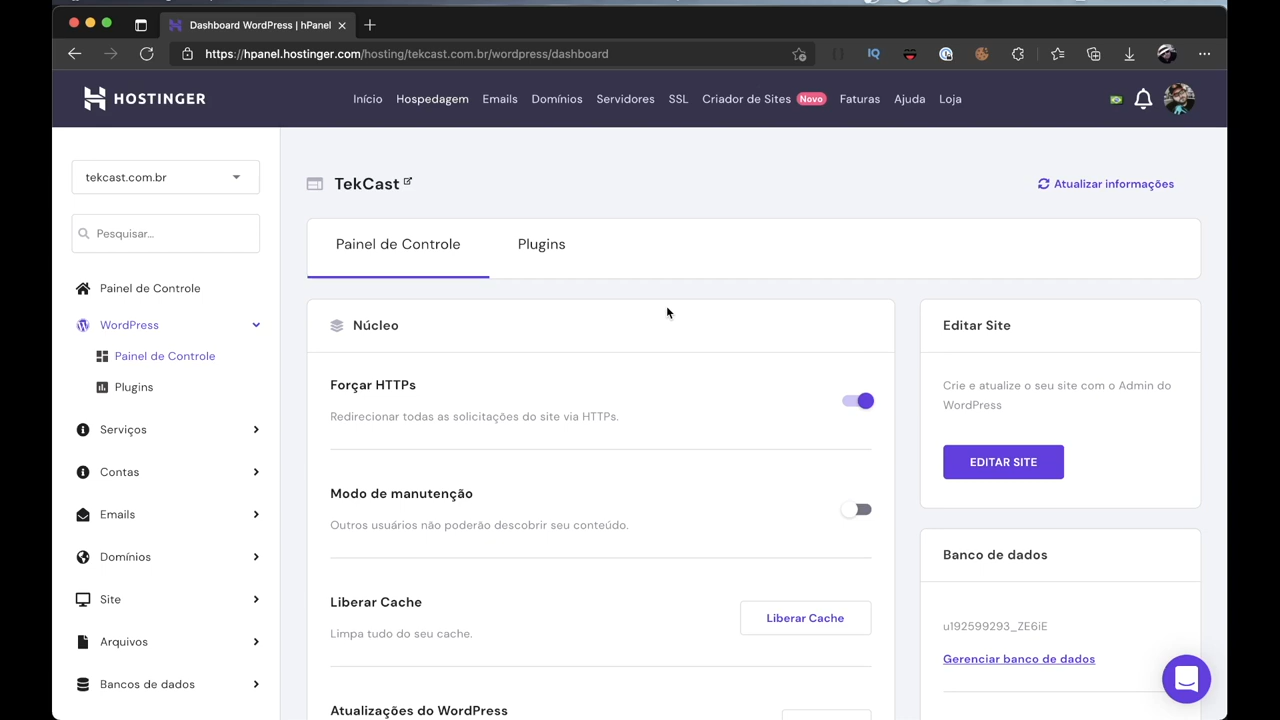 Dashboard WordPress | hPanel
https://hpanel.hostinger.com/hosting/tekcast.com.br/wordpress/dashboard
IQ
HOSTINGER
Início Hospedagem Emails Domínios Servidores SSL Criador de Sites Novo Faturas Ajuda Loja
tekcast.com.br
Pesquisar...
Painel de Controle
WordPress
Painel de Controle
Plugins
Serviços
Contas
Emails
Domínios
Site
Arquivos
Bancos de dados
TekCast
Atualizar informações
Painel de Controle Plugins
Núcleo
Forçar HTTPs
Redirecionar todas as solicitações do site via HTTPs.
Modo de manutenção
Outros usuários não poderão descobrir seu conteúdo.
Liberar Cache
Limpa tudo do seu cache.
Liberar Cache
Atualizações do WordPress
Editar Site
Crie e atualize o seu site com o Admin do
WordPress
EDITAR SITE
Banco de dados
u192599293_ZE6iE
Gerenciar banco de dados